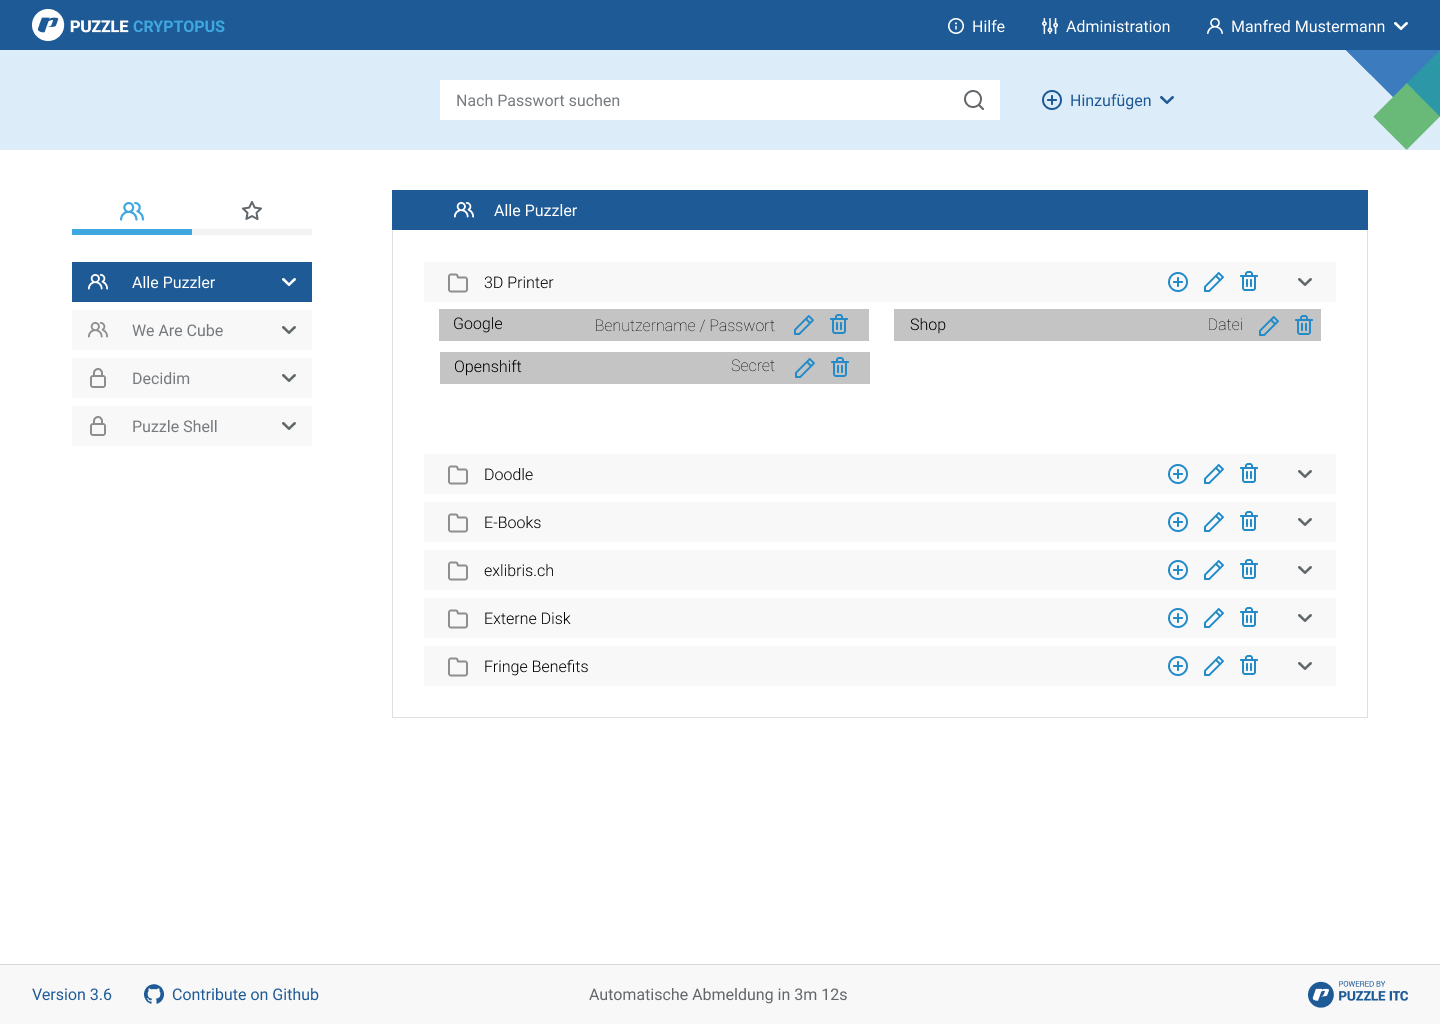 PUZZLE CRYPTOPUS
Hilfe
Administration
Manfred Mustermann
Nach Passwort suchen
Hinzufügen
Alle Puzzler
We Are Cube
Decidim
Puzzle Shell
Alle Puzzler
3D Printer
Google
Benutzername / Passwort
Shop
Datei
Openshift
Secret
Doodle
E-Books
exlibris.ch
Externe Disk
Fringe Benefits
Version 3.6
Contribute on Github
Automatische Abmeldung in 3m 12s
POWERED BY
PUZZLE ITC